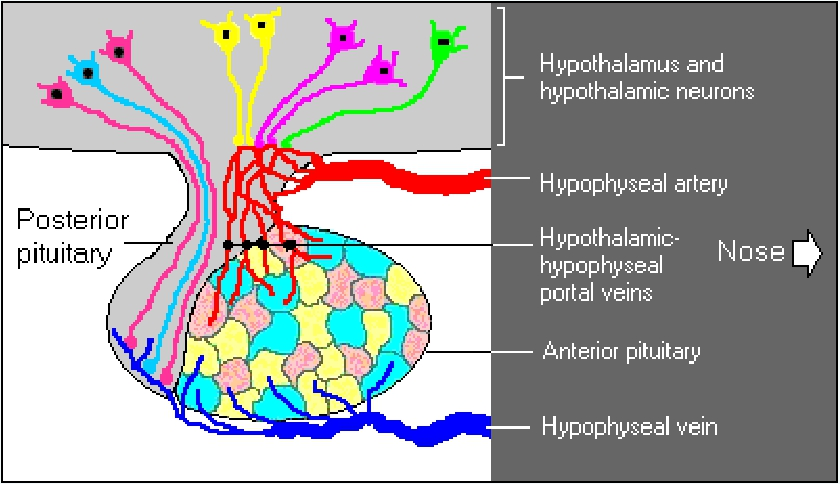 Hypothalamus and
hypothalamic neurons
Hypophyseal artery
Posterior
pituitary
Hypothalamic-
hypophyseal
portal veins
Nose
Anterior pituitary
Hypophyseal vein